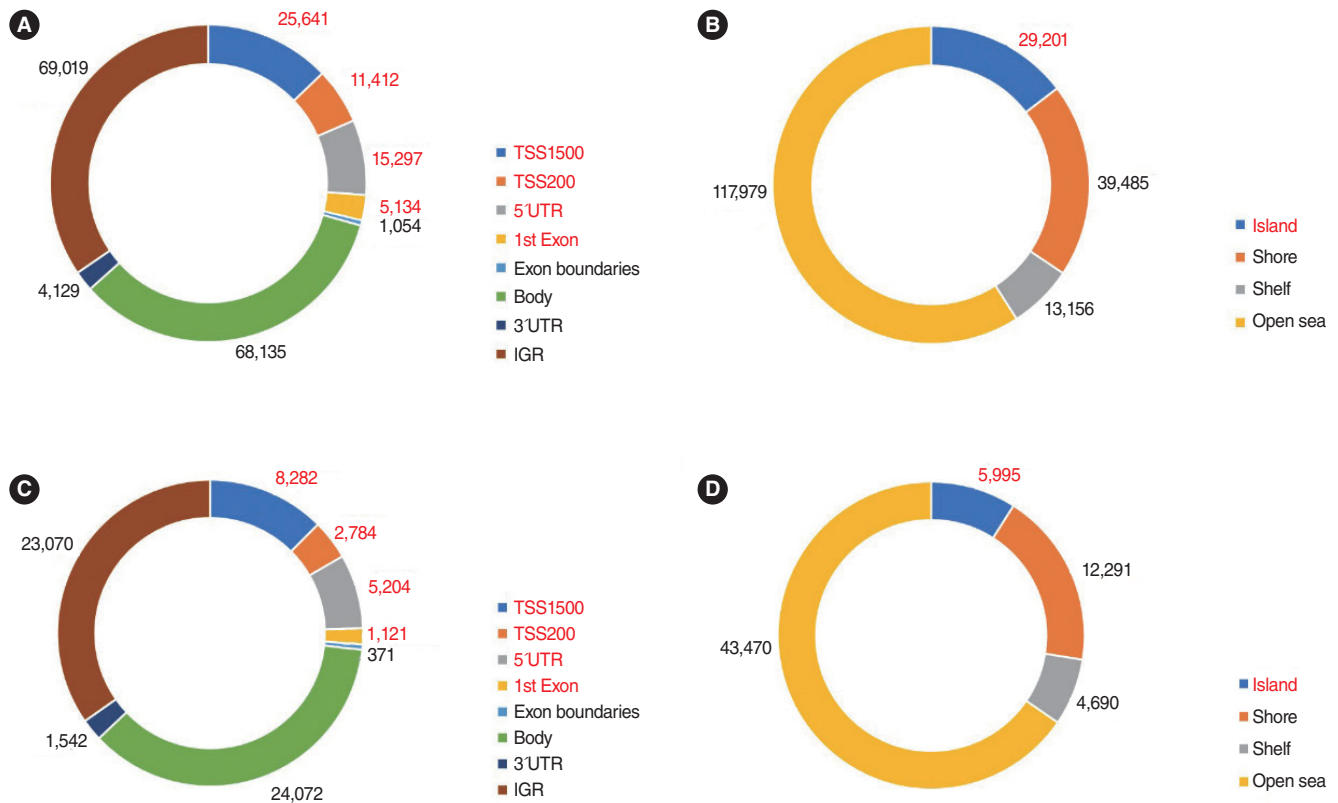 A
25,641
11,412
15,297
5,134
1,054
68,135
4,129
69,019
TSS1500
TSS200
5′UTR
1st Exon
Exon boundaries
Body
3′UTR
IGR
B
29,201
39,485
13,156
117,979
Island
Shore
Shelf
Open sea
C
8,282
2,784
5,204
1,121
371
24,072
1,542
23,070
TSS1500
TSS200
5′UTR
1st Exon
Exon boundaries
Body
3′UTR
IGR
D
5,995
12,291
4,690
43,470
Island
Shore
Shelf
Open sea